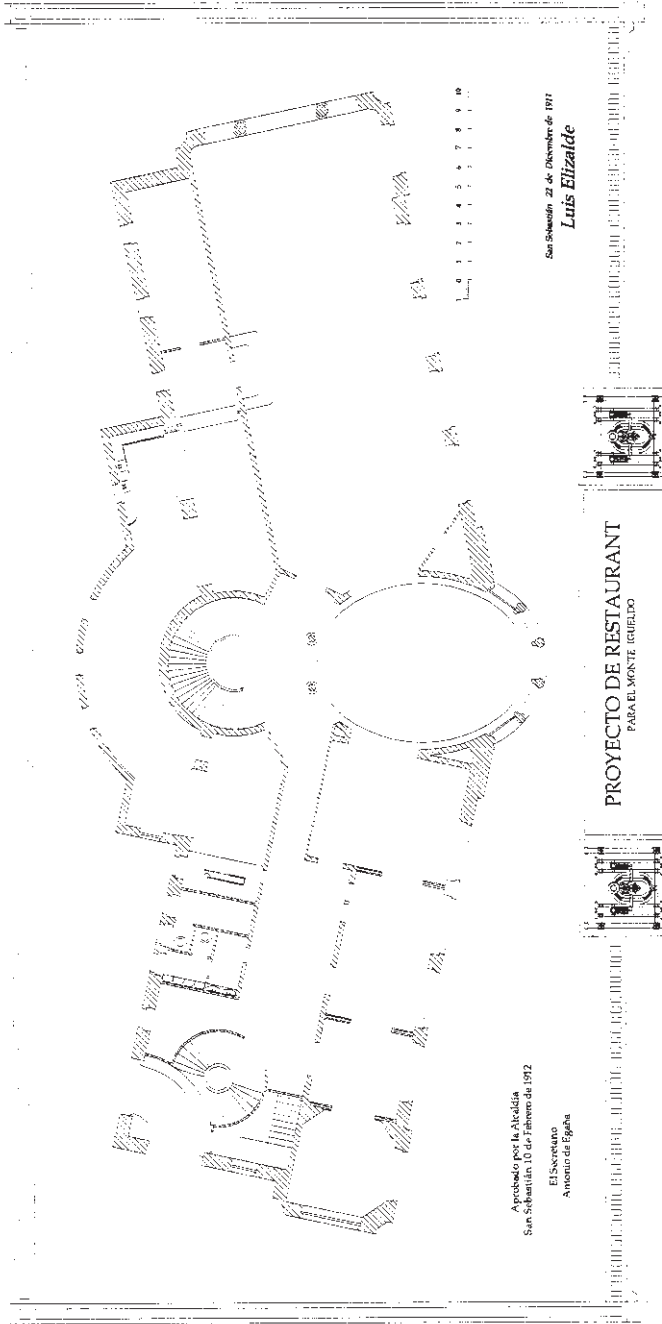 PROYECTO DE RESTAURANT
PARA EL MONTE IGUELDO
Aprobado por la Alcaldía
San Sebastián 10 de Febrero de 1912
El Secretario
Antonio de Egaña
1 0 1 2 3 4 5 6 7 8 9 10
San Sebastián 22 de Diciembre de 1911
Luis Elizalde